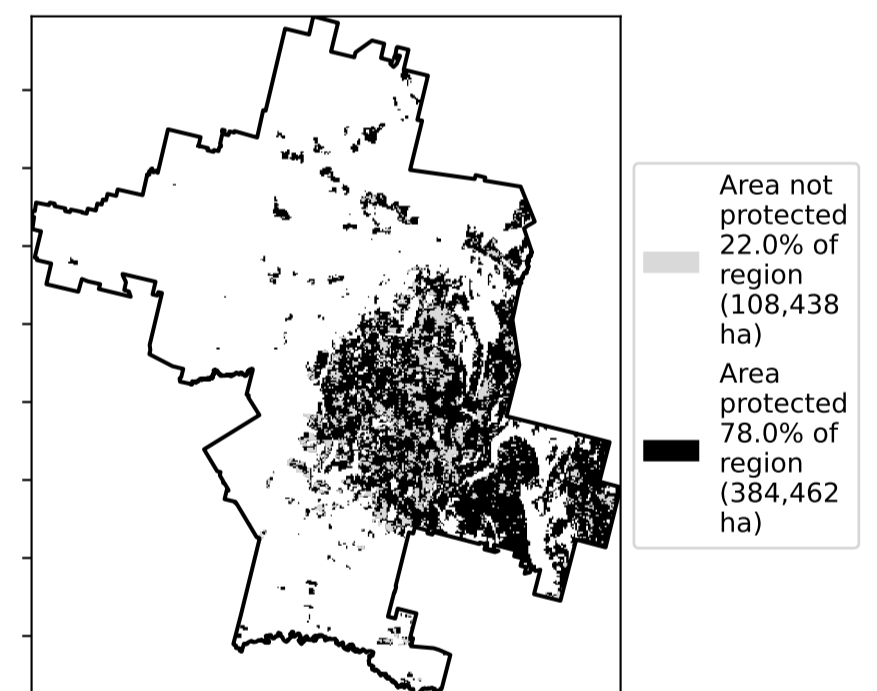 Area not
protected
22.0% of
region
(108,438
ha)
Area
protected
78.0% of
region
(384,462
ha)